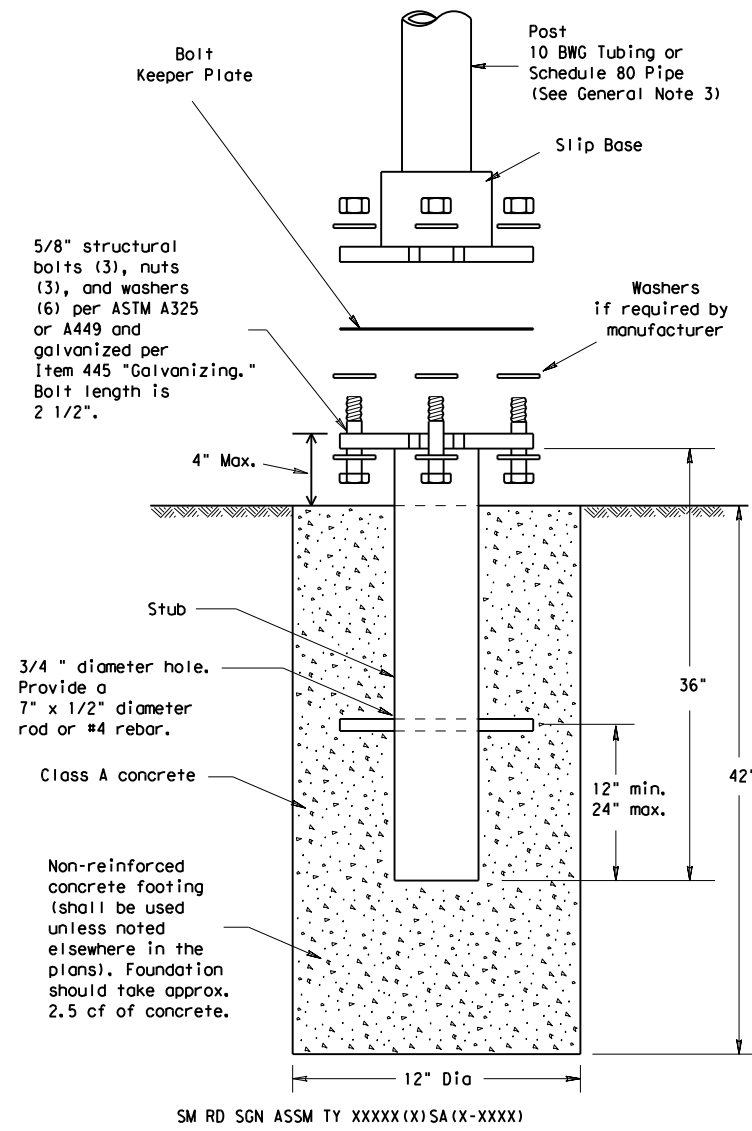 Bolt
Keeper Plate
Post
10 BWG Tubing or
Schedule 80 Pipe
(See General Note 3)
Slip Base
5/8" structural
bolts (3), nuts
(3), and washers
(6) per ASTM A325
or A449 and
galvanized per
Item 445 "Galvanizing."
Bolt length is
2 1/2".
Washers
if required by
manufacturer
4" Max.
Stub
3/4 " diameter hole.
Provide a
7" x 1/2" diameter
rod or #4 rebar.
36"
Class A concrete
12" min.
24" max.
42"
Non-reinforced
concrete footing
(shall be used
unless noted
elsewhere in the
plans). Foundation
should take approx.
2.5 cf of concrete.
12" Dia
SM RD SGN ASSM TY XXXXX(X)SA(X-XXXX)